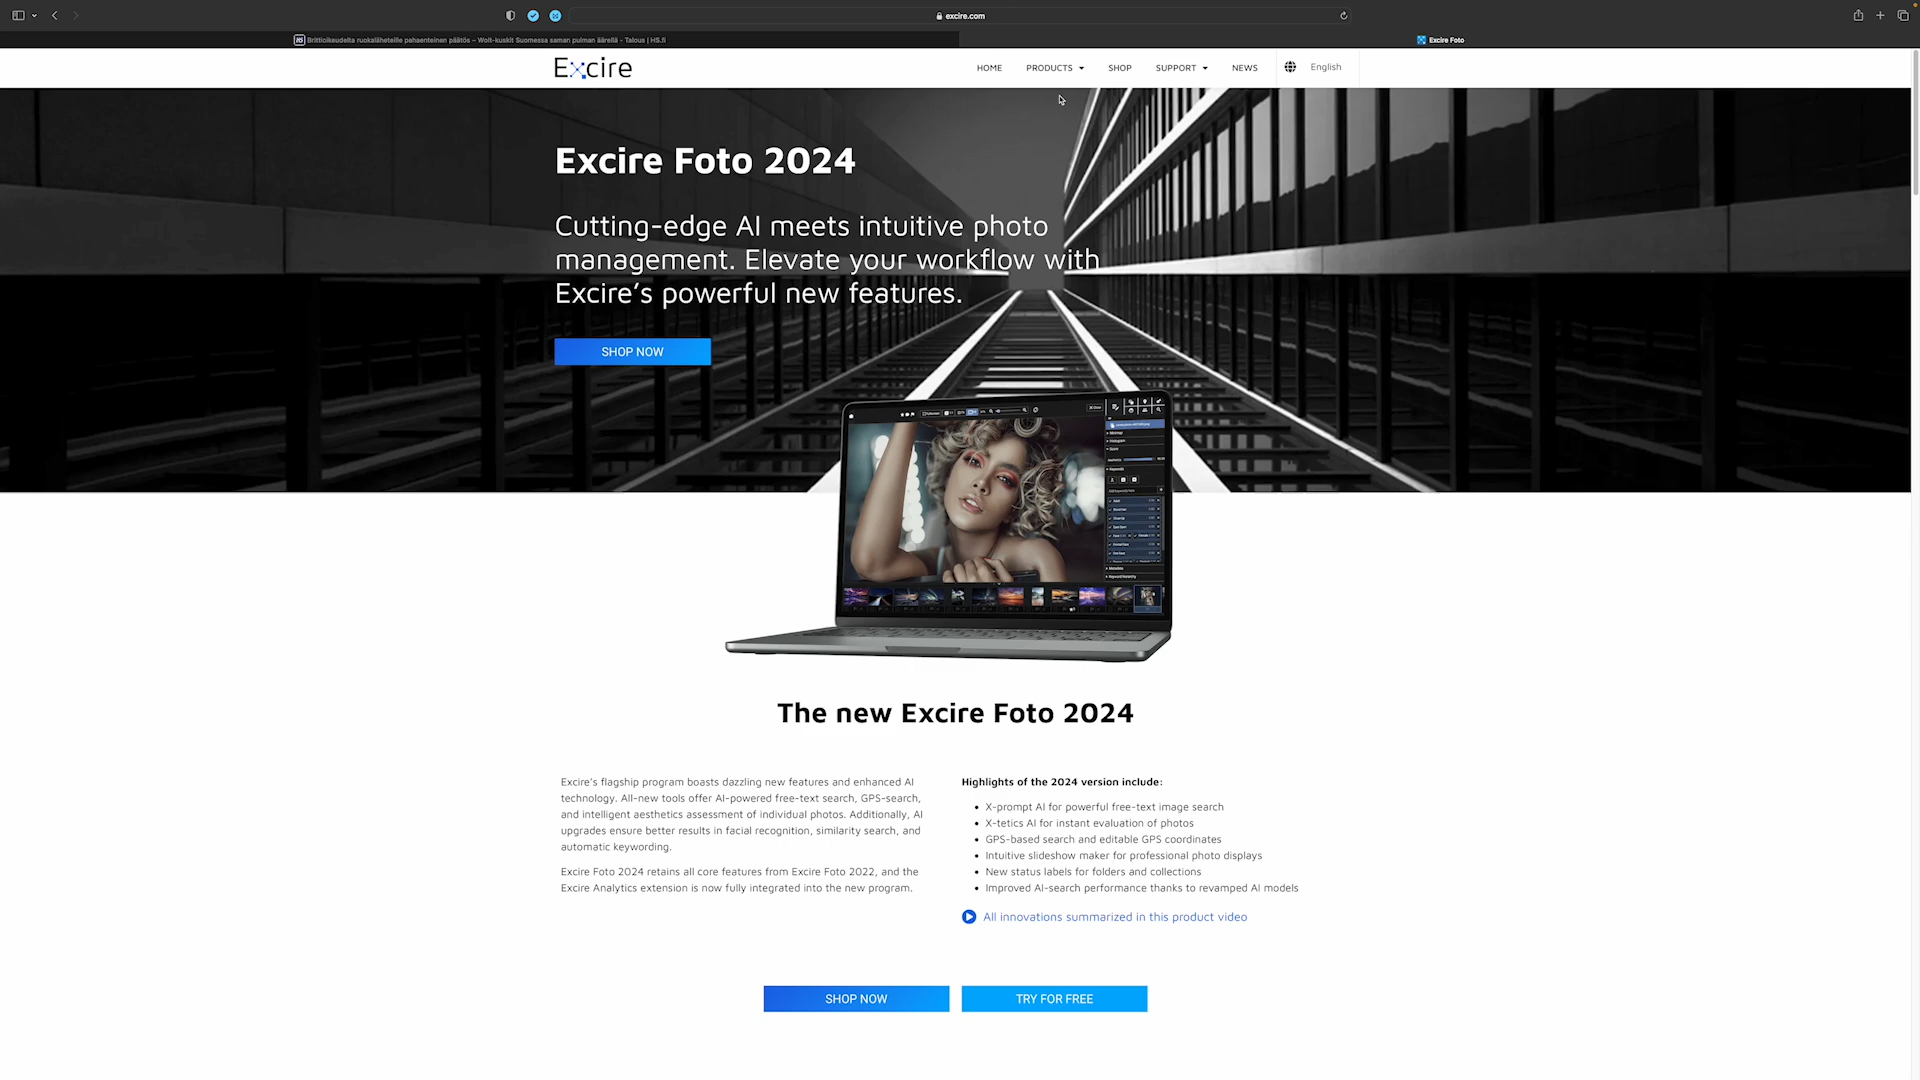 excire.com
Brittioikeudelta ruokaläheteille pahaenteinen päätös – Wolt-kuskit Suomessa saman pulman äärellä - Talous | HS.fi
Excire Foto
Excire
HOME
PRODUCTS
SHOP
SUPPORT
NEWS
English
Excire Foto 2024
Cutting-edge AI meets intuitive photo
management. Elevate your workflow with
Excire’s powerful new features.
SHOP NOW
The new Excire Foto 2024
Excire’s flagship program boasts dazzling new features and enhanced AI
technology. All-new tools offer AI-powered free-text search, GPS-search,
and intelligent aesthetics assessment of individual photos. Additionally, AI
upgrades ensure better results in facial recognition, similarity search, and
automatic keywording.
Excire Foto 2024 retains all core features from Excire Foto 2022, and the
Excire Analytics extension is now fully integrated into the new program.
Highlights of the 2024 version include:
X-prompt AI for powerful free-text image search
X-tetics AI for instant evaluation of photos
GPS-based search and editable GPS coordinates
Intuitive slideshow maker for professional photo displays
New status labels for folders and collections
Improved AI-search performance thanks to revamped AI models
All innovations summarized in this product video
SHOP NOW
TRY FOR FREE